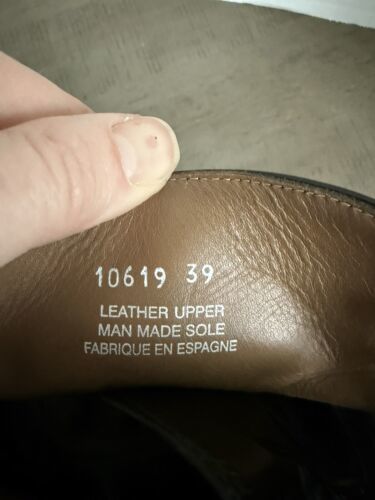 10619 39
LEATHER UPPER
MAN MADE SOLE
FABRIQUE EN ESPAGNE